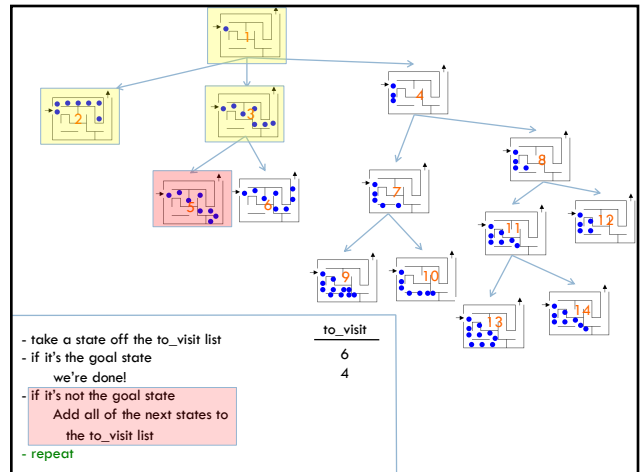 1
2
3
4
5
6
7
8
9
10
11
12
13
14
- take a state off the to_visit list
- if it's the goal state
we're done!
- if it's not the goal state
Add all of the next states to
the to_visit list
- repeat
to_visit
6
4